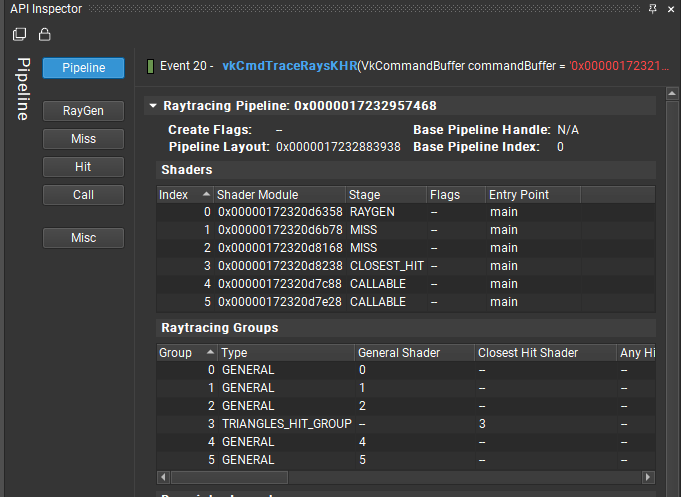 API Inspector
Pipeline
Pipeline
RayGen
Miss
Hit
Call
Misc
Event 20 - vkCmdTraceRaysKHR(VkCommandBuffer commandBuffer = '0x00000172321...
Raytracing Pipeline: 0x0000017232957468
Create Flags: -- Base Pipeline Handle: N/A
Pipeline Layout: 0x0000017232883938 Base Pipeline Index: 0
Shaders
Index Shader Module Stage Flags Entry Point
0 0x00000172320d6358 RAYGEN -- main
1 0x00000172320d6b78 MISS -- main
2 0x00000172320d8168 MISS -- main
3 0x00000172320d8238 CLOSEST_HIT -- main
4 0x00000172320d7c88 CALLABLE -- main
5 0x00000172320d7e28 CALLABLE -- main
Raytracing Groups
Group Type General Shader Closest Hit Shader Any Hi
0 GENERAL 0 -- --
1 GENERAL 1 -- --
2 GENERAL 2 -- --
3 TRIANGLES_HIT_GROUP -- 3 --
4 GENERAL 4 -- --
5 GENERAL 5 -- --